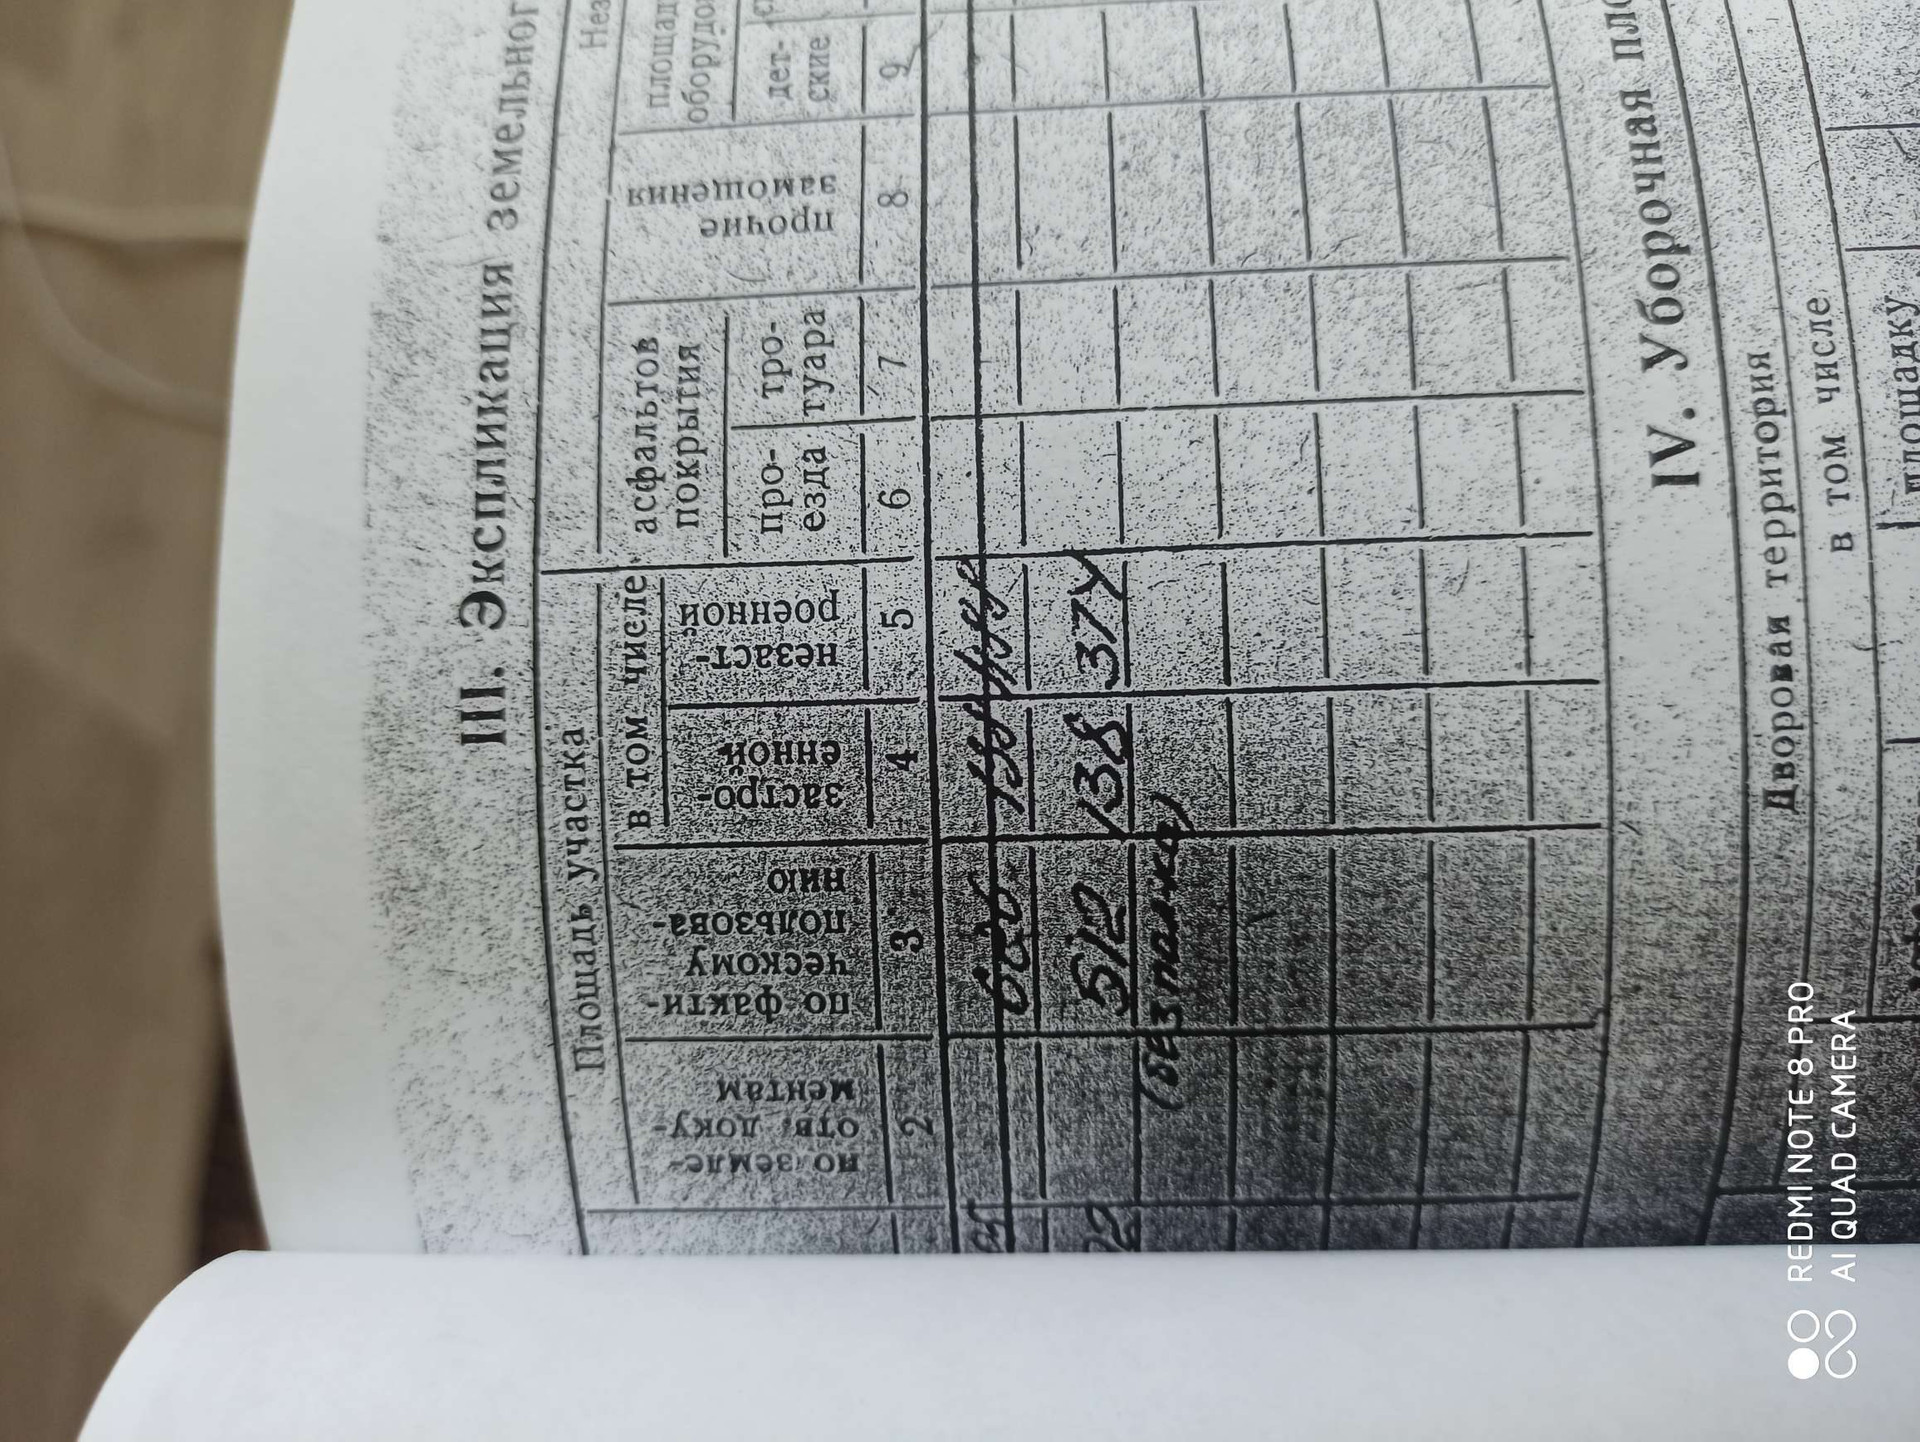 III. Экспликация земельног
Площадь участка
Нез
в том числе
по земле-
отв. доку-
ментам
по факти-
ческому
пользова-
нию
застро-
енной
незаст-
роенной
асфальтов
покрытия
про-
езда
тро-
туара
прочие
замощения
площад
оборудо
дет-
ские
2 3 4 5 6 7 8 9
512 138 374
(без палисад)
IV. Уборочная пло
Дворовая территория
в том числе
площадку
REDMI NOTE 8 PRO
AI QUAD CAMERA